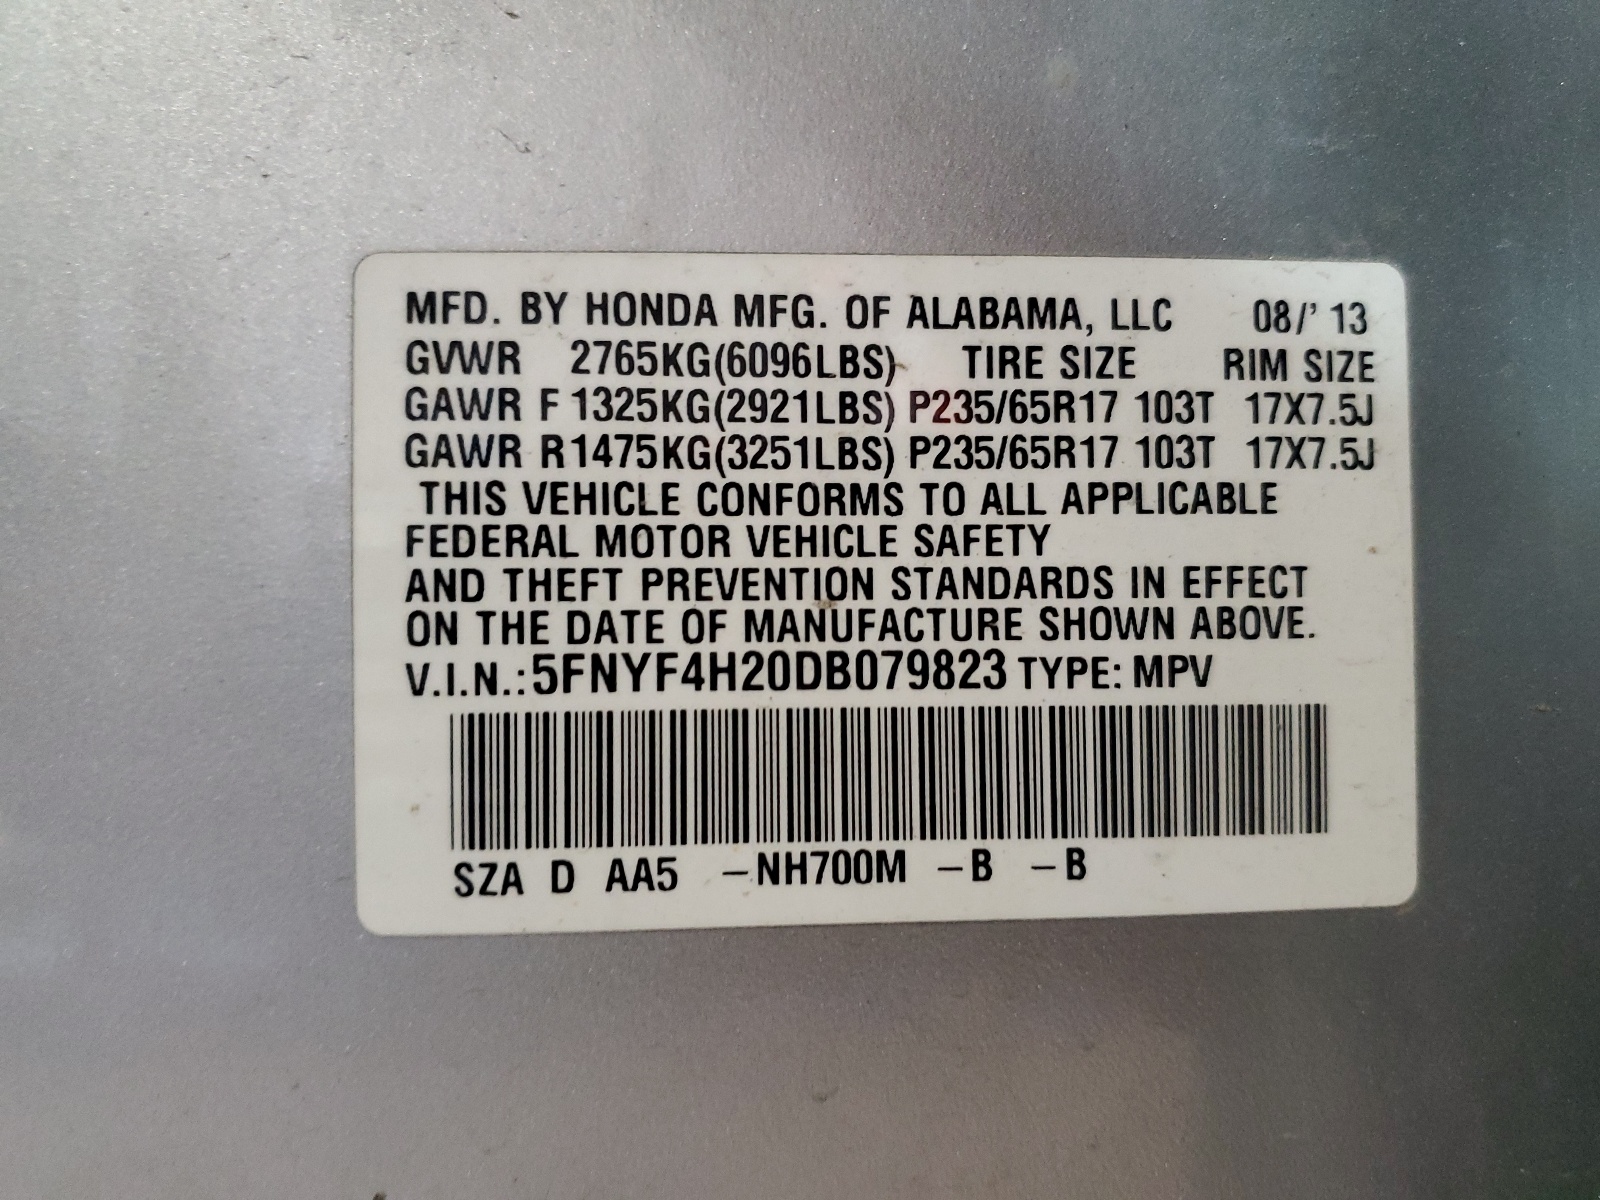 MFD. BY HONDA MFG. OF ALABAMA, LLC 08/' 13
GVWR 2765KG(6096LBS) TIRE SIZE RIM SIZE
GAWR F 1325KG(2921LBS) P235/65R17 103T 17X7.5J
GAWR R1475KG(3251LBS) P235/65R17 103T 17X7.5J
THIS VEHICLE CONFORMS TO ALL APPLICABLE
FEDERAL MOTOR VEHICLE SAFETY
AND THEFT PREVENTION STANDARDS IN EFFECT
ON THE DATE OF MANUFACTURE SHOWN ABOVE.
V.I.N.:5FNYF4H20DB079823 TYPE: MPV
SZA D AA5 –NH700M –B –B